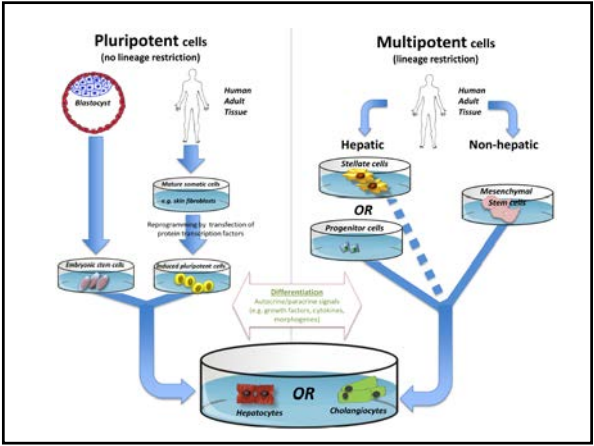 Pluripotent cells
(no lineage restriction)
Blastocyst
Human
Adult
Tissue
Mature somatic cells
e.g. skin fibroblasts
Reprogramming by transfection of
protein transcription factors
Embryonic stem cells
Induced pluripotent cells
Multipotent cells
(lineage restriction)
Human
Adult
Tissue
Hepatic
Non-hepatic
Stellate cells
OR
Progenitor cells
Mesenchymal
Stem cells
Differentiation
Autocrine/paracrine signals
(e.g. growth factors, cytokines,
morphogenies)
Hepatocytes
OR
Cholangiocytes